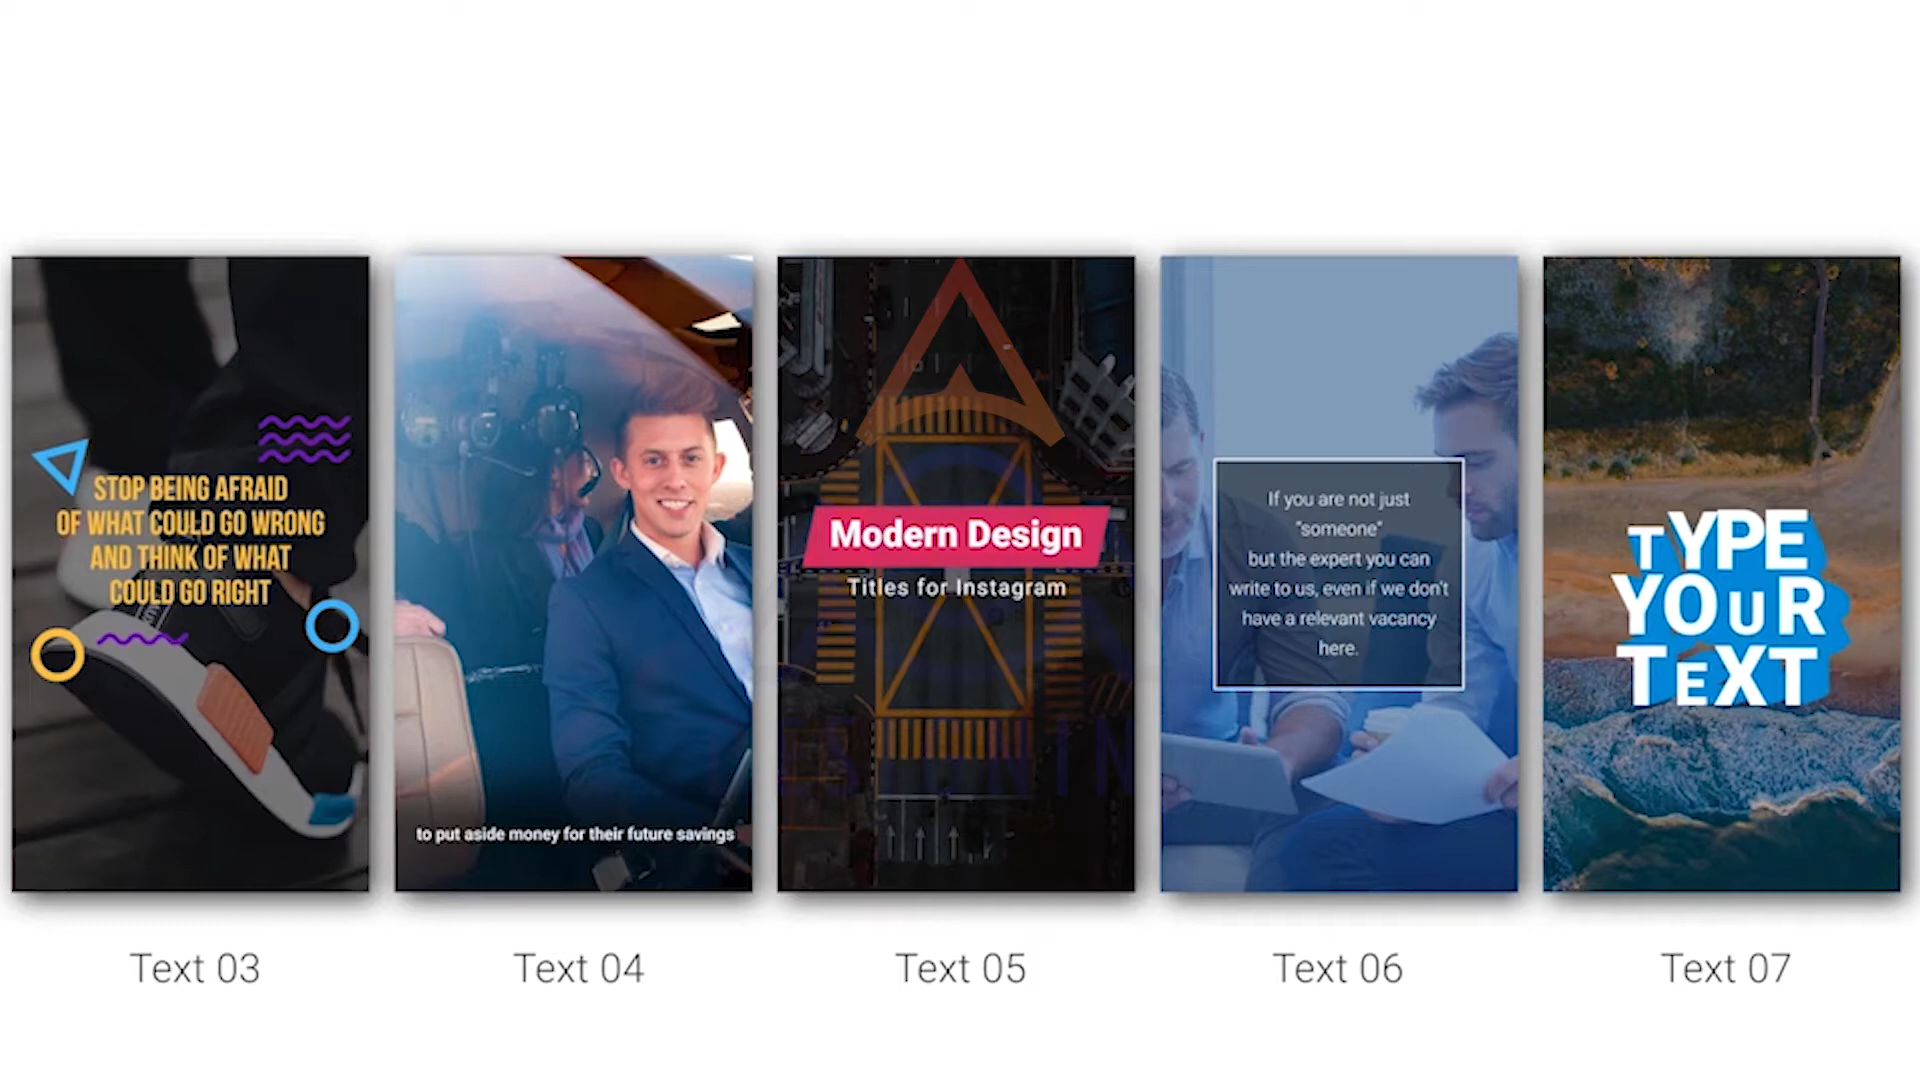 STOP BEING AFRAID
OF WHAT COULD GO WRONG
AND THINK OF WHAT
COULD GO RIGHT
to put aside money for their future savings
Modern Design
Titles for Instagram
If you are not just
"someone"
but the expert you can
write to us, even if we don't
have a relevant vacancy
here.
TYPE
YOuR
TEXT
Text 03
Text 04
Text 05
Text 06
Text 07